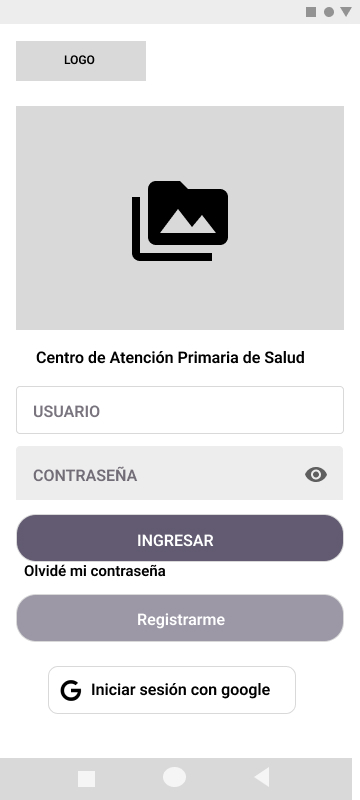 LOGO
Centro de Atención Primaria de Salud
USUARIO
CONTRASEÑA
INGRESAR
Olvidé mi contraseña
Registrarme
Iniciar sesión con google